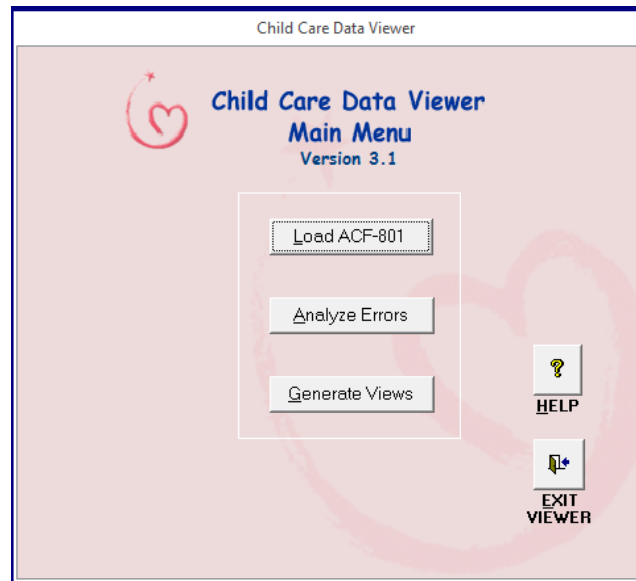 Child Care Data Viewer
Child Care Data Viewer
Main Menu
Version 3.1
Load ACF-801
Analyze Errors
Generate Views
?
HELP
EXIT
VIEWER